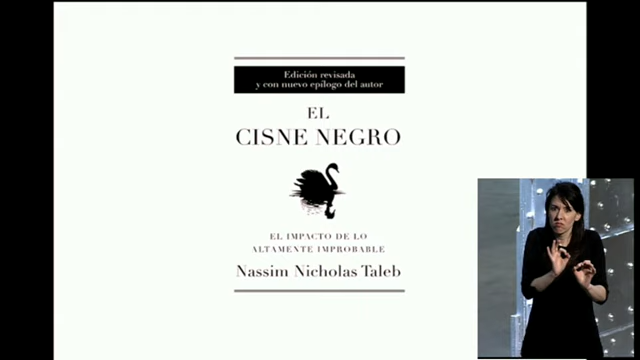 Edición revisada
y con nuevo epílogo del autor
EL
CISNE NEGRO
EL IMPACTO DE LO
ALTAMENTE IMPROBABLE
Nassim Nicholas Taleb